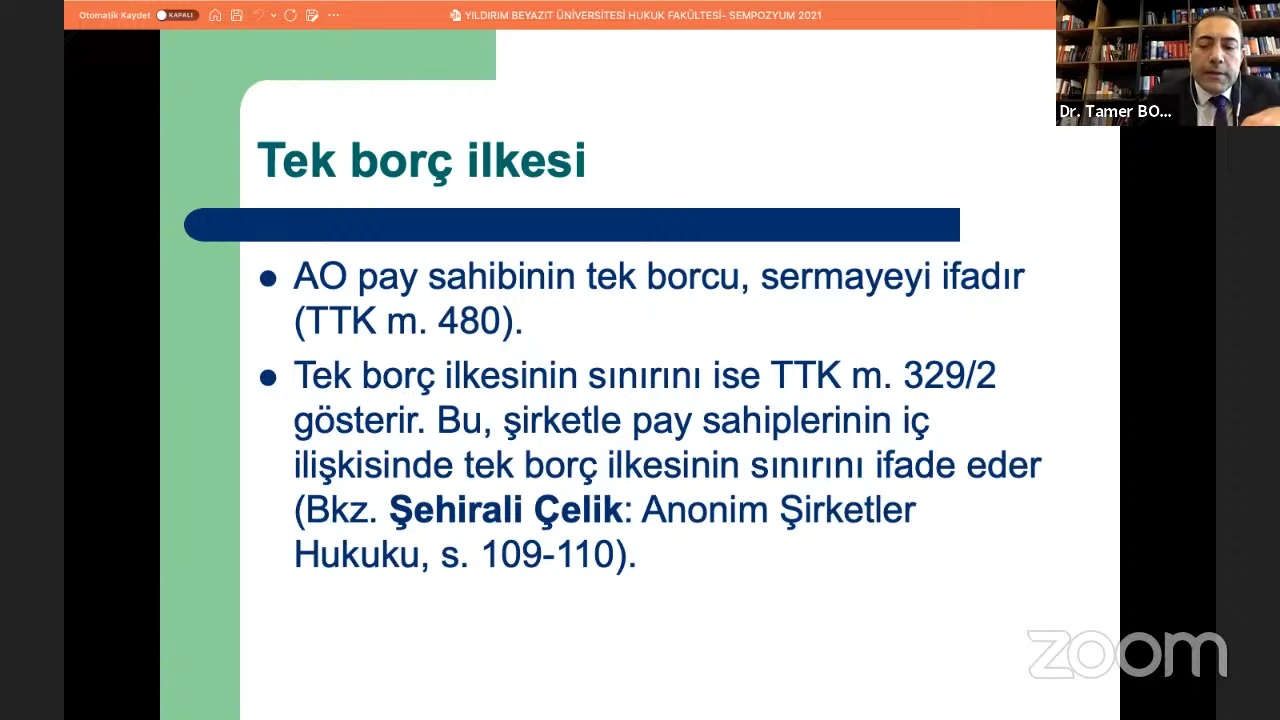 Otomatik Kaydet KAPALI
YILDIRIM BEYAZIT ÜNİVERSİTESİ HUKUK FAKÜLTESİ- SEMPOZYUM 2021
Dr. Tamer BO...
Tek borç ilkesi
● AO pay sahibinin tek borcu, sermayeyi ifadır
(TTK m. 480).
● Tek borç ilkesinin sınırını ise TTK m. 329/2
gösterir. Bu, şirketle pay sahiplerinin iç
ilişkisinde tek borç ilkesinin sınırını ifade eder
(Bkz. Şehirali Çelik: Anonim Şirketler
Hukuku, s. 109-110).
zoom